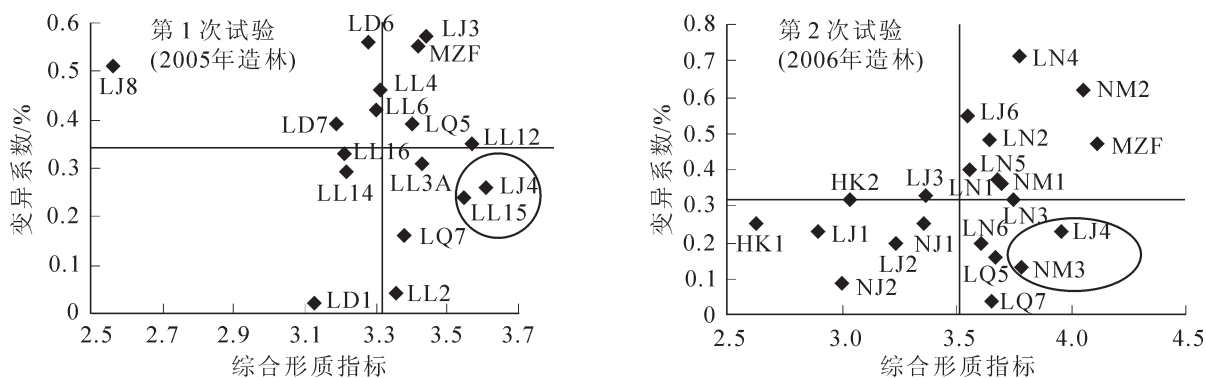 第1次试验
(2005年造林)
0.6
0.5
0.4
0.3
0.2
0.1
0
变异系数/%
LD6
LJ3
MZF
LJ8
LL4
LL6
LD7
LQ5
LL12
LL16
LL14
LL3A
LJ4
LL15
LQ7
LD1
LL2
2.5
2.7
2.9
3.1
3.3
3.5
3.7
综合形质指标
第2次试验
(2006年造林)
0.8
0.7
0.6
0.5
0.4
0.3
0.2
0.1
0
变异系数/%
LN4
NM2
LJ6
LN2
MZF
LN5
HK2
LJ3
LN1
NM1
LN3
HK1
LJ1
NJ1
LN6
LJ4
LJ2
LQ5
NM3
NJ2
LQ7
2.5
3.0
3.5
4.0
4.5
综合形质指标